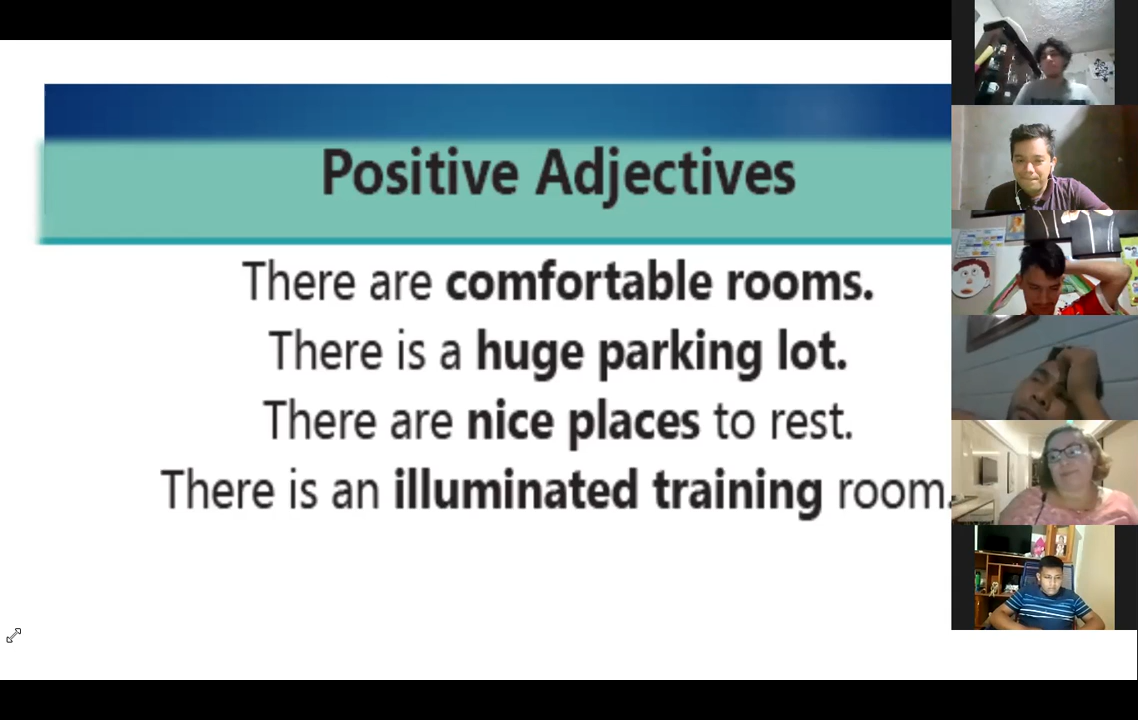 Positive Adjectives
There are comfortable rooms.
There is a huge parking lot.
There are nice places to rest.
There is an illuminated training room.